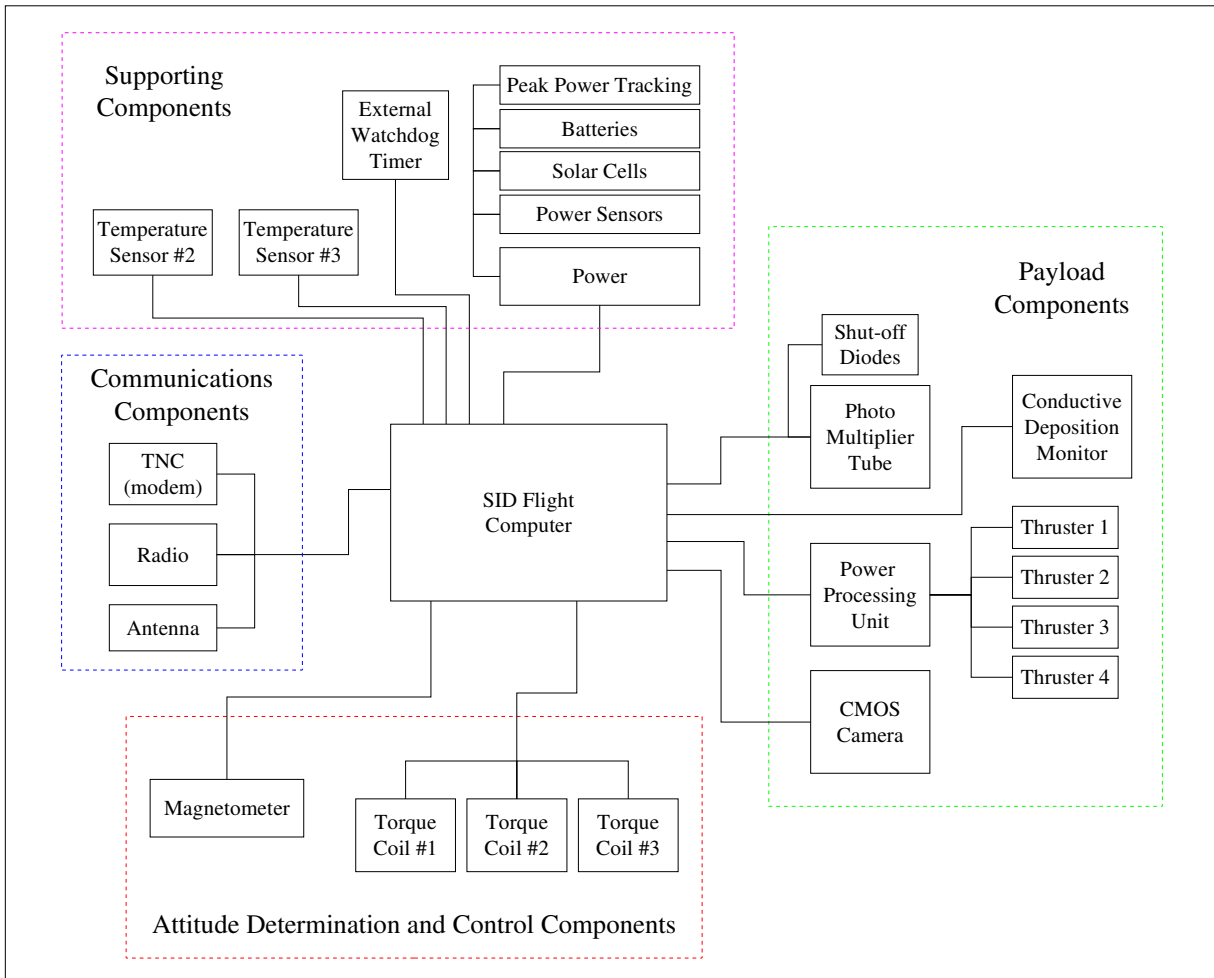 Supporting
Components
External
Watchdog
Timer
Peak Power Tracking
Batteries
Solar Cells
Power Sensors
Power
Temperature
Sensor #2
Temperature
Sensor #3
Payload
Components
Shut-off
Diodes
Photo
Multiplier
Tube
Conductive
Deposition
Monitor
Communications
Components
TNC
(modem)
Radio
Antenna
SID Flight
Computer
Power
Processing
Unit
Thruster 1
Thruster 2
Thruster 3
Thruster 4
CMOS
Camera
Magnetometer
Torque
Coil #1
Torque
Coil #2
Torque
Coil #3
Attitude Determination and Control Components